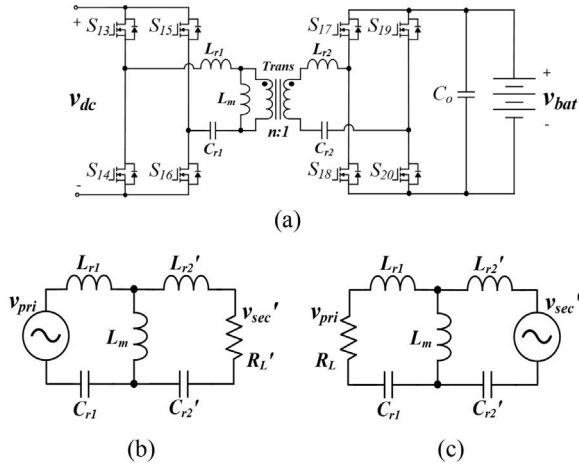 S13 S15 S17 S19
+
Lr1 Trans Lr2
Lm
vdc Co + vbat -
Cr1 n:1 Cr2
S14 S16 S18 S20
-
(a)
Lr1 Lr2' Lr1 Lr2'
vpri vsec' vpri vsec'
Lm RL' RL Lm
Cr1 Cr2' Cr1 Cr2'
(b) (c)